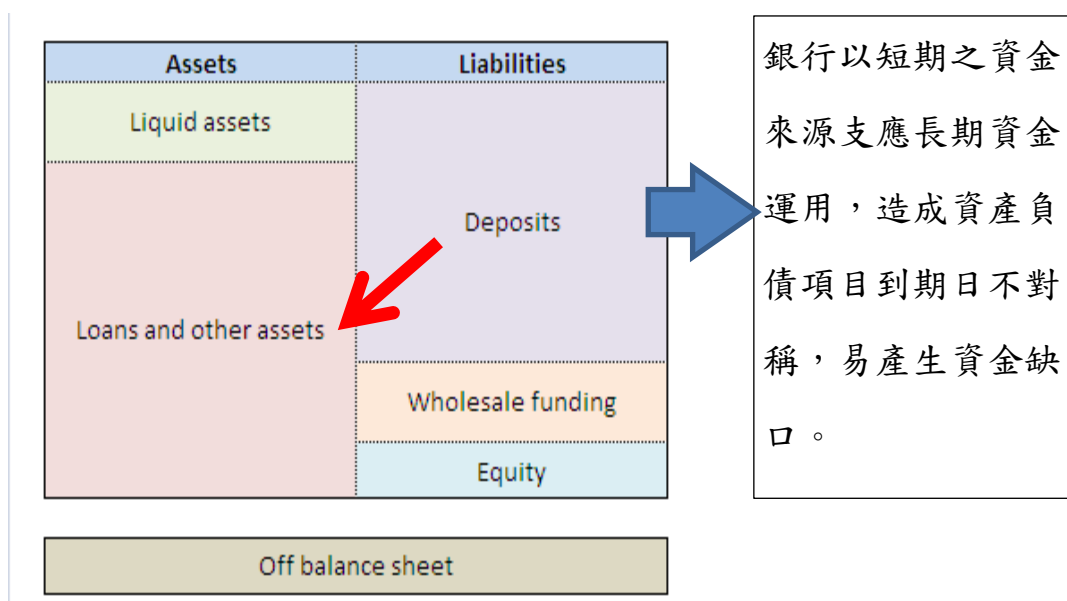 Assets
Liabilities
Liquid assets
Deposits
Loans and other assets
Wholesale funding
Equity
Off balance sheet
銀行以短期之資金
來源支應長期資金
運用，造成資產負
債項目到期日不對
稱，易產生資金缺
口。